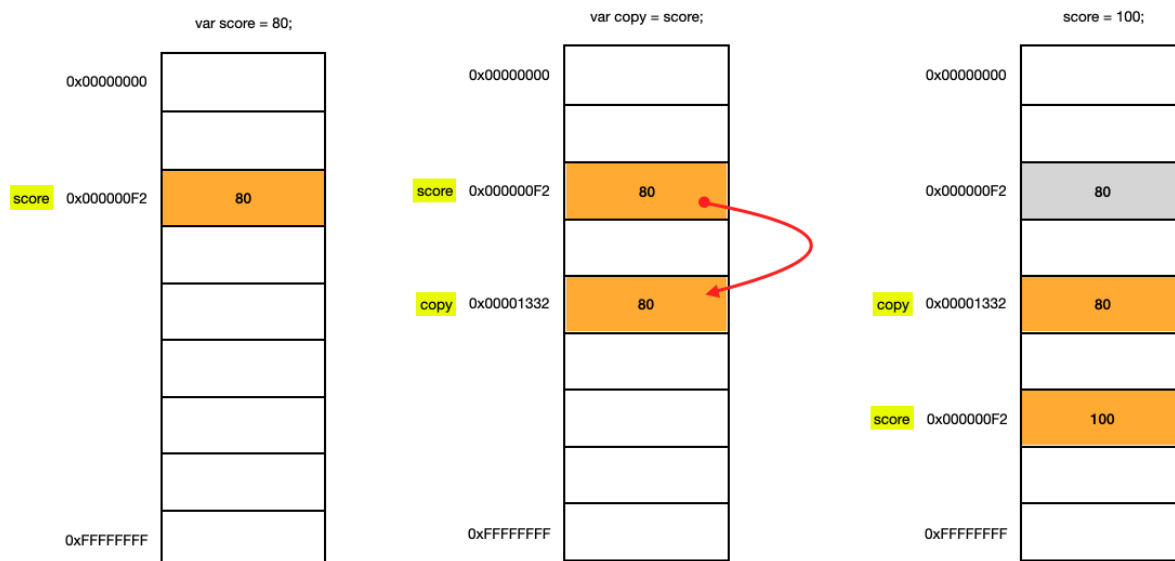 var score = 80;
0x00000000
score 0x000000F2 80
0xFFFFFFFF
var copy = score;
0x00000000
score 0x000000F2 80
copy 0x00001332 80
0xFFFFFFFF
score = 100;
0x00000000
0x000000F2 80
copy 0x00001332 80
score 0x000000F2 100
0xFFFFFFFF